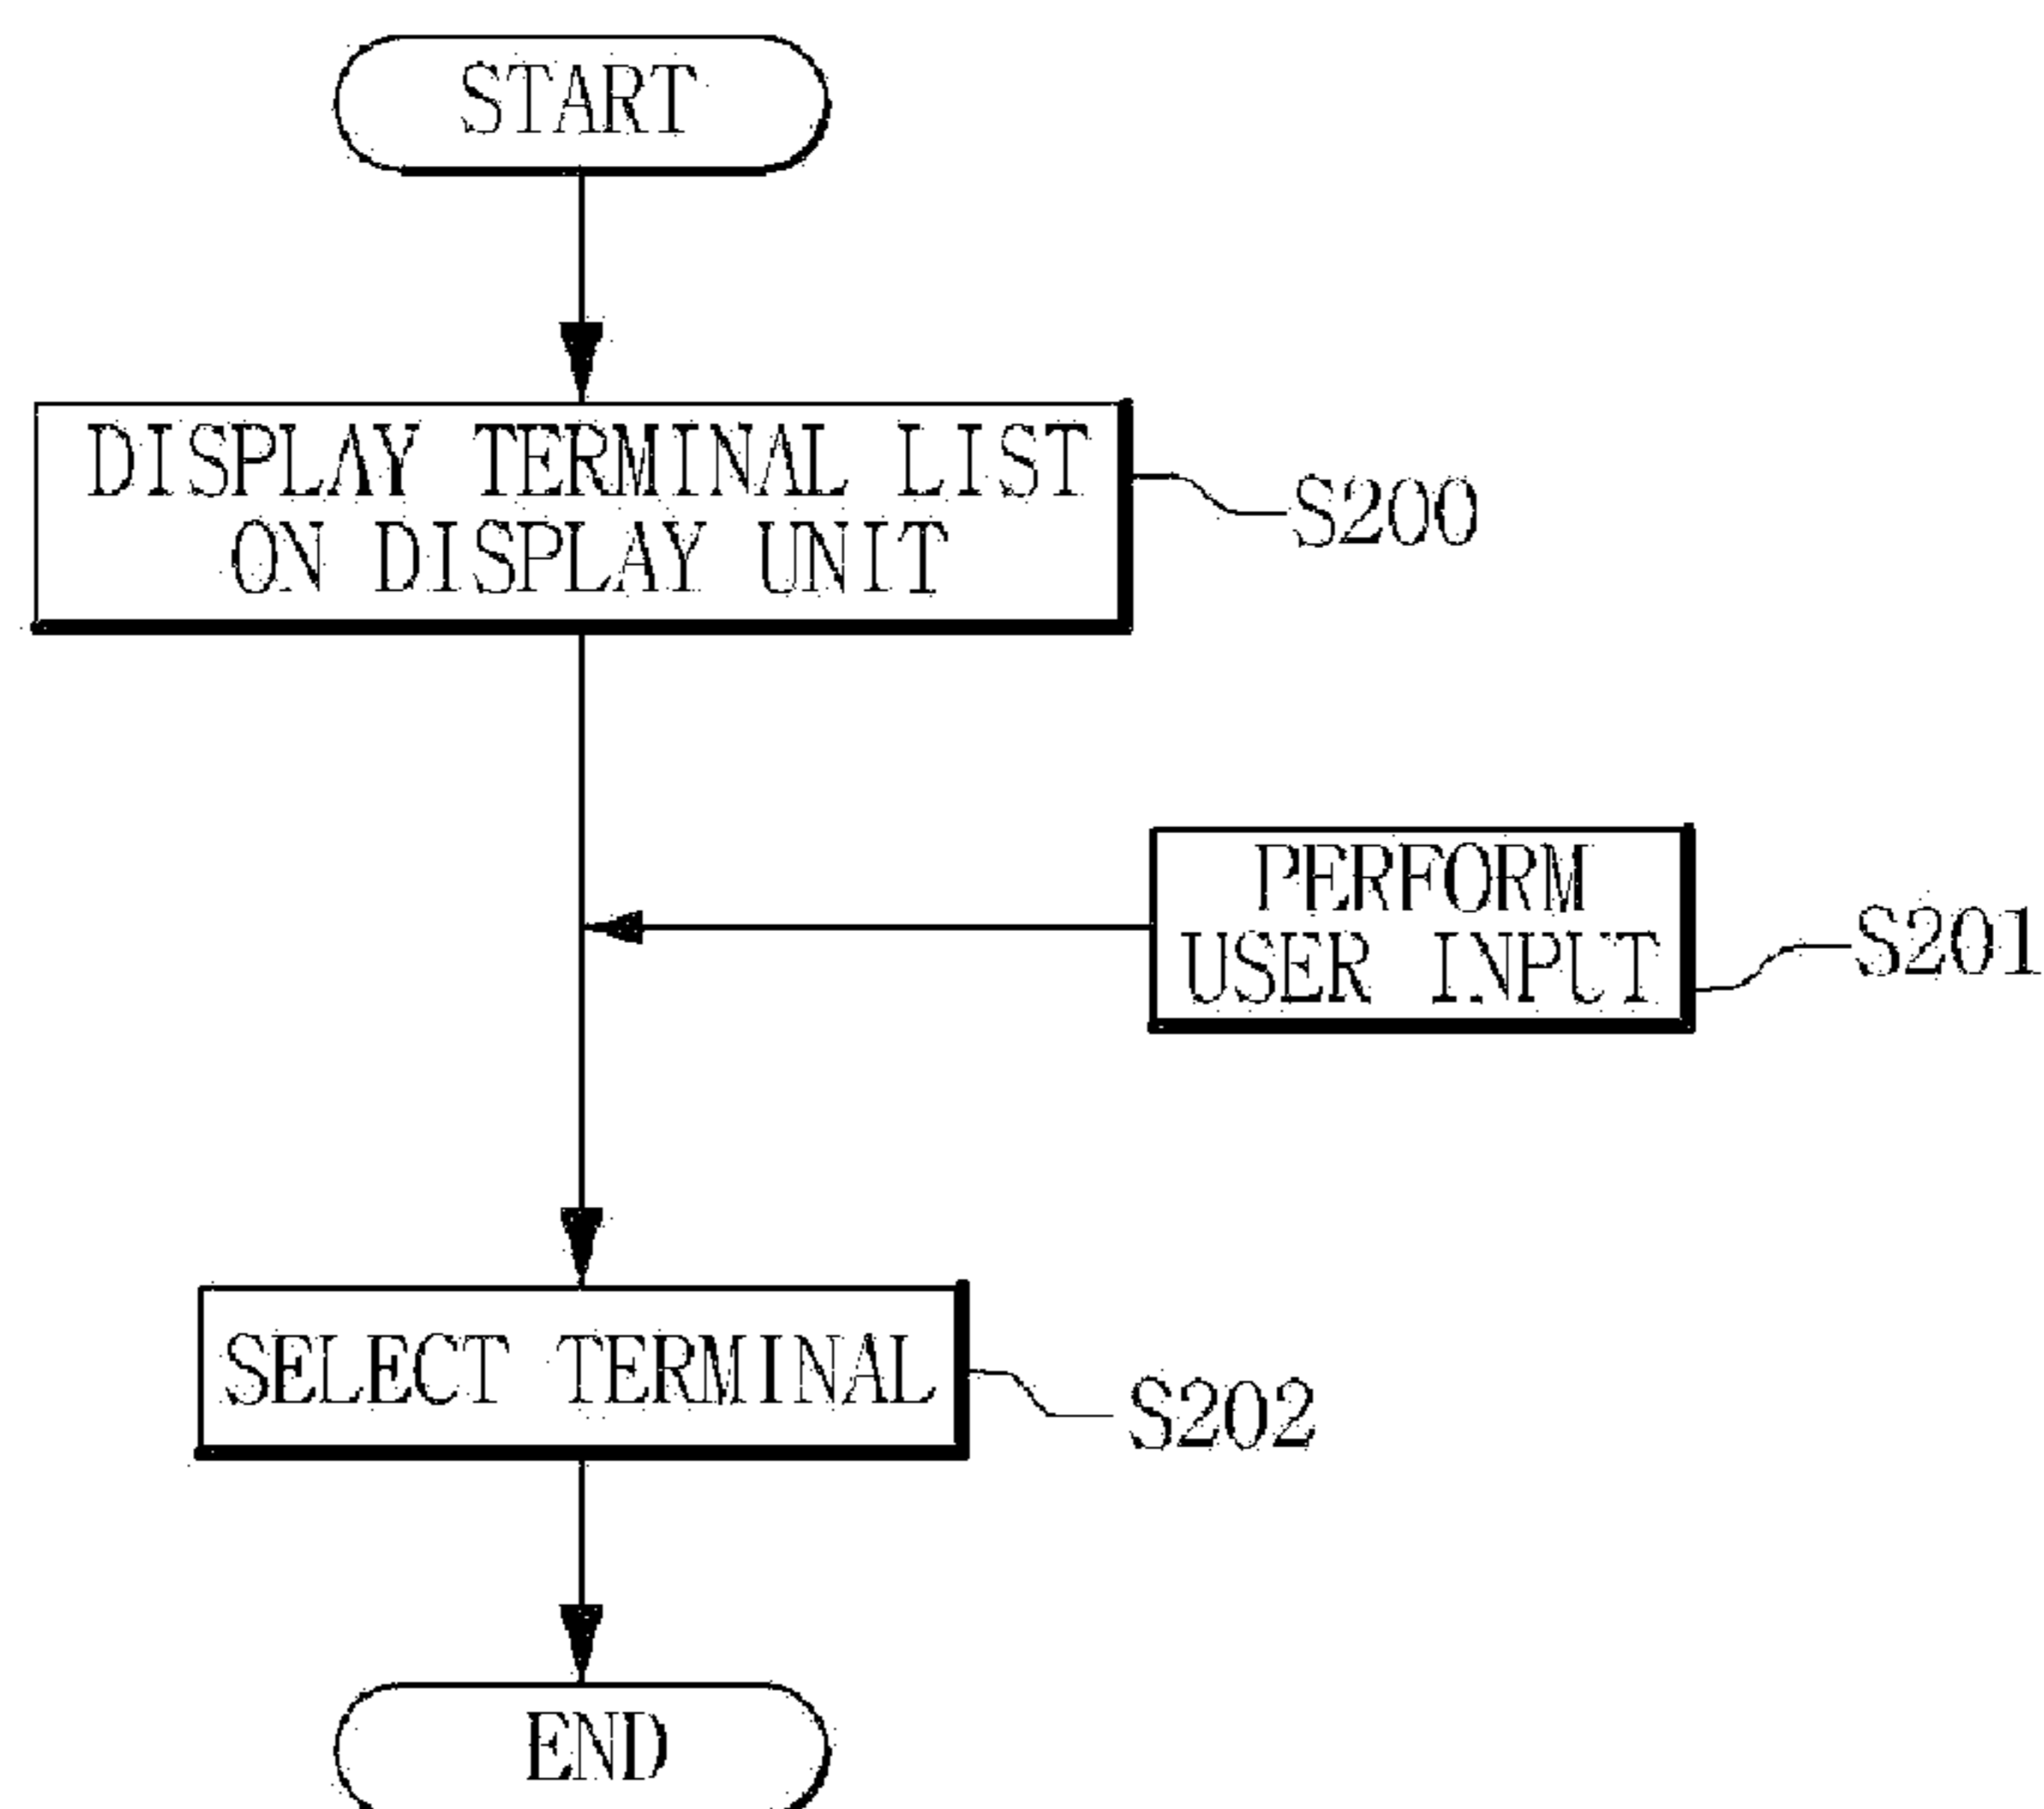 START
DISPLAY TERMINAL LIST
ON DISPLAY UNIT
S200
PERFORM
USER INPUT
S201
SELECT TERMINAL
S202
END